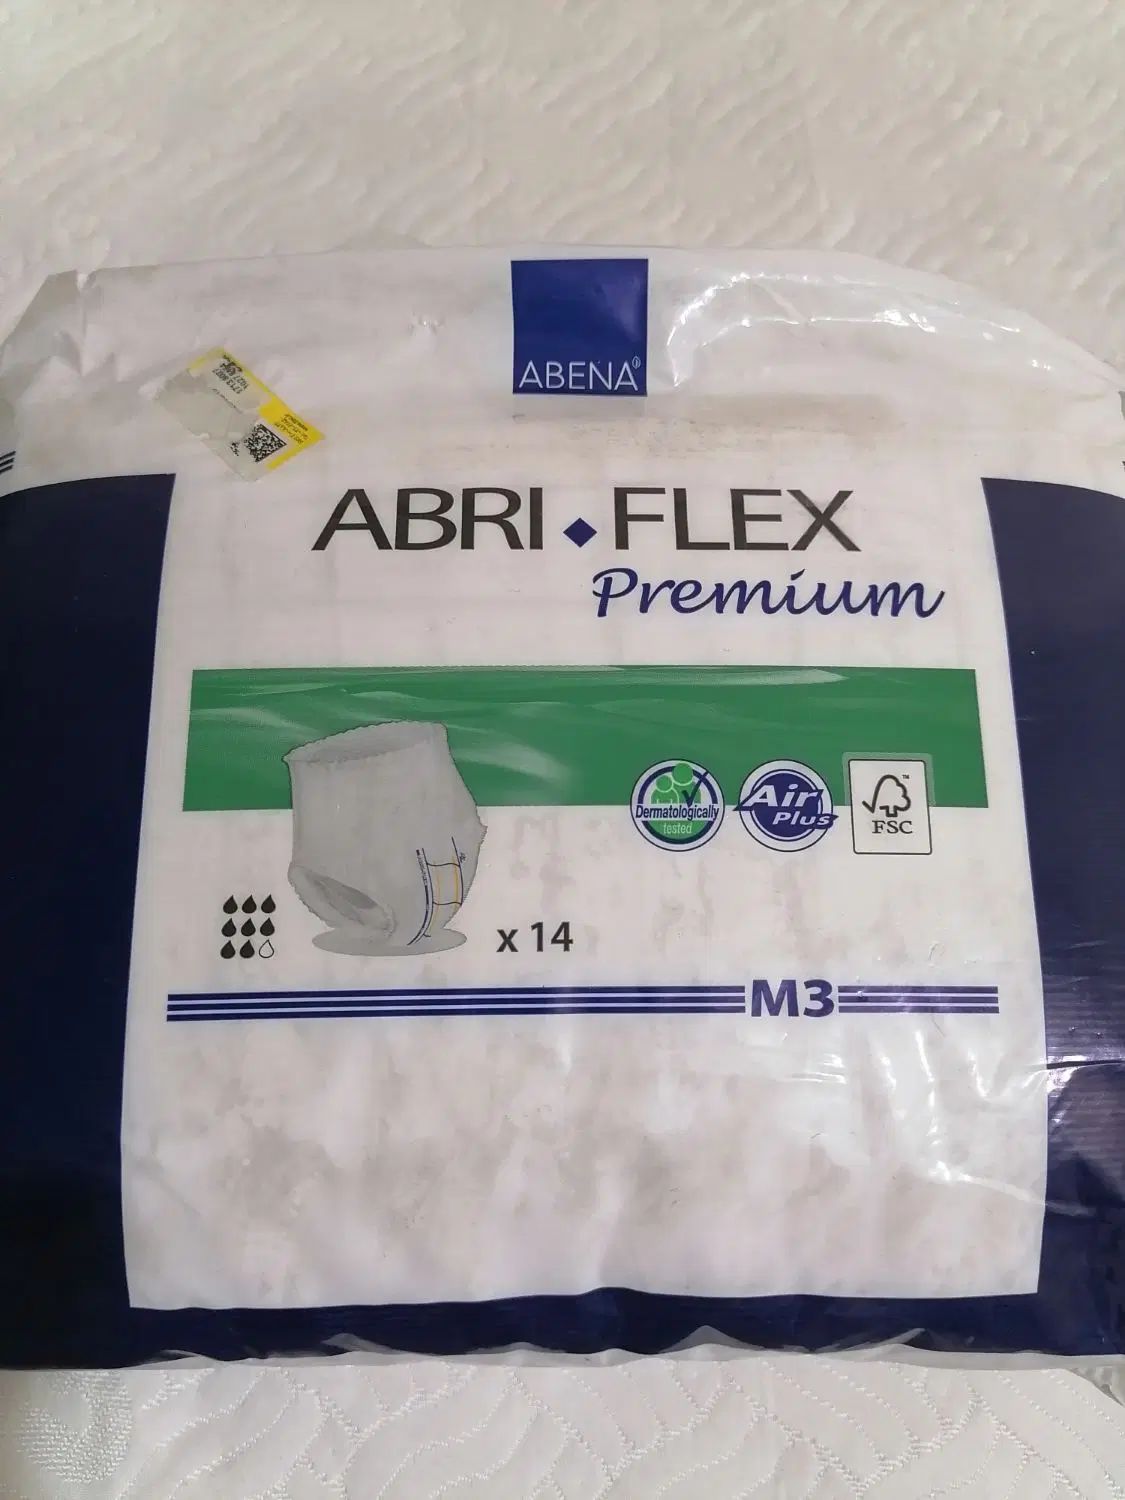 ABENA
ABRI FLEX
Premium
Dermatologically
tested
Air
Plus
FSC
x 14
M3